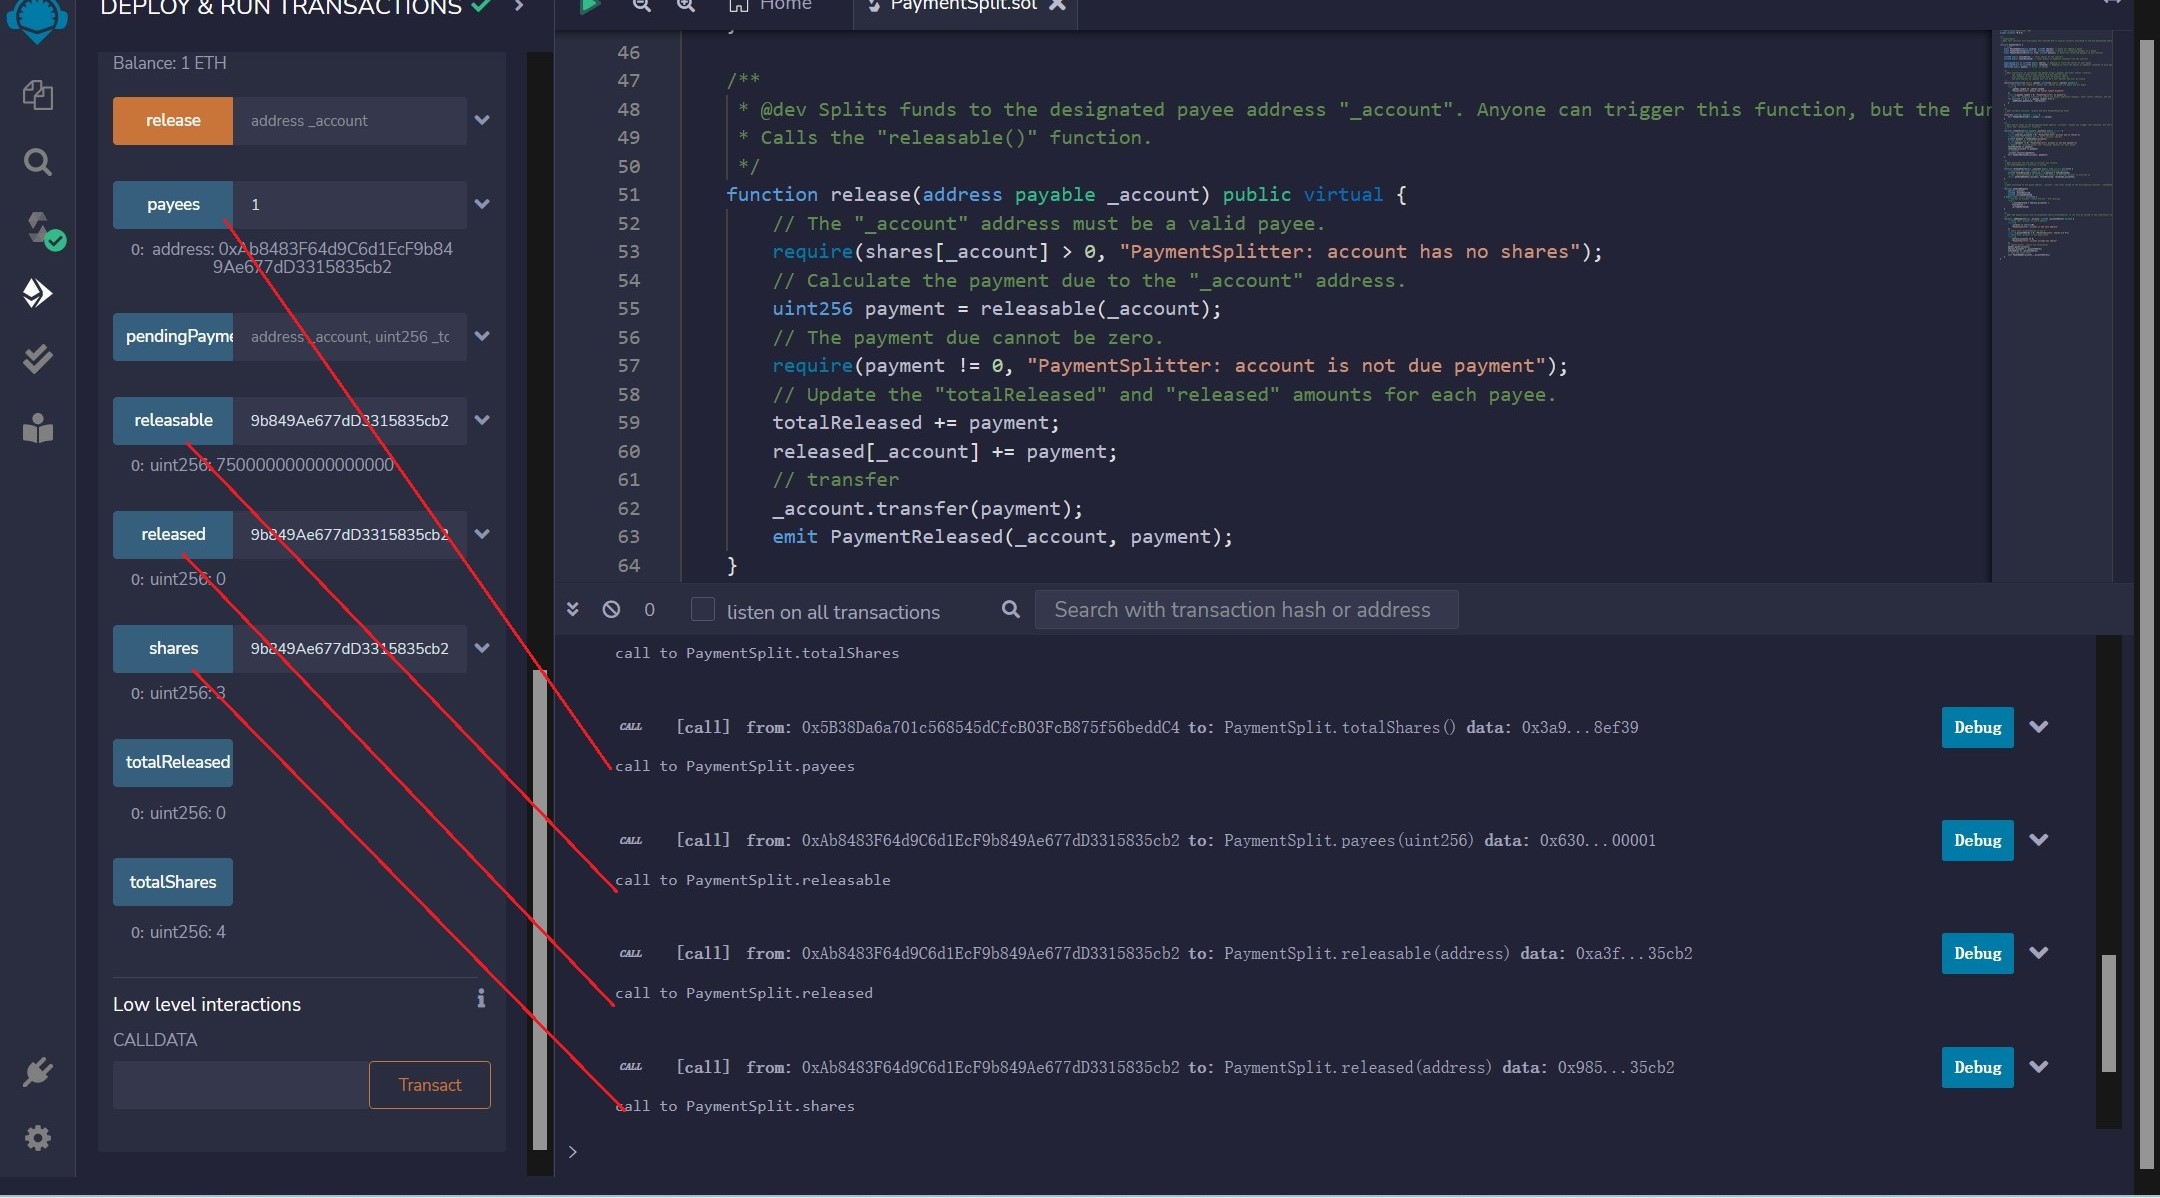 DEPLOY & RUN TRANSACTIONS
Balance: 1 ETH
release address _account
payees 1
0: address: 0xAb8483F64d9C6d1EcF9b84
9Ae677dD3315835cb2
pendingPayme address _account, uint256 _tc
releasable 9b849Ae677dD3315835cb2
0: uint256: 750000000000000000
released 9b849Ae677dD3315835cb2
0: uint256: 0
shares 9b849Ae677dD3315835cb2
0: uint256: 3
totalReleased
0: uint256: 0
totalShares
0: uint256: 4
Low level interactions
CALLDATA
Transact
Home PaymentSplit.sol
46
47 /**
48 * @dev Splits funds to the designated payee address "_account". Anyone can trigger this function, but the fun
49 * Calls the "releasable()" function.
50 */
51 function release(address payable _account) public virtual {
52 // The "_account" address must be a valid payee.
53 require(shares[_account] > 0, "PaymentSplitter: account has no shares");
54 // Calculate the payment due to the "_account" address.
55 uint256 payment = releasable(_account);
56 // The payment due cannot be zero.
57 require(payment != 0, "PaymentSplitter: account is not due payment");
58 // Update the "totalReleased" and "released" amounts for each payee.
59 totalReleased += payment;
60 released[_account] += payment;
61 // transfer
62 _account.transfer(payment);
63 emit PaymentReleased(_account, payment);
64 }
0 listen on all transactions Search with transaction hash or address
call to PaymentSplit.totalShares
CALL [call] from: 0x5B38Da6a701c568545dCfcB03FcB875f56beddC4 to: PaymentSplit.totalShares() data: 0x3a9...8ef39 Debug
call to PaymentSplit.payees
CALL [call] from: 0xAb8483F64d9C6d1EcF9b849Ae677dD3315835cb2 to: PaymentSplit.payees(uint256) data: 0x630...00001 Debug
call to PaymentSplit.releasable
CALL [call] from: 0xAb8483F64d9C6d1EcF9b849Ae677dD3315835cb2 to: PaymentSplit.releasable(address) data: 0xa3f...35cb2 Debug
call to PaymentSplit.released
CALL [call] from: 0xAb8483F64d9C6d1EcF9b849Ae677dD3315835cb2 to: PaymentSplit.released(address) data: 0x985...35cb2 Debug
call to PaymentSplit.shares
>